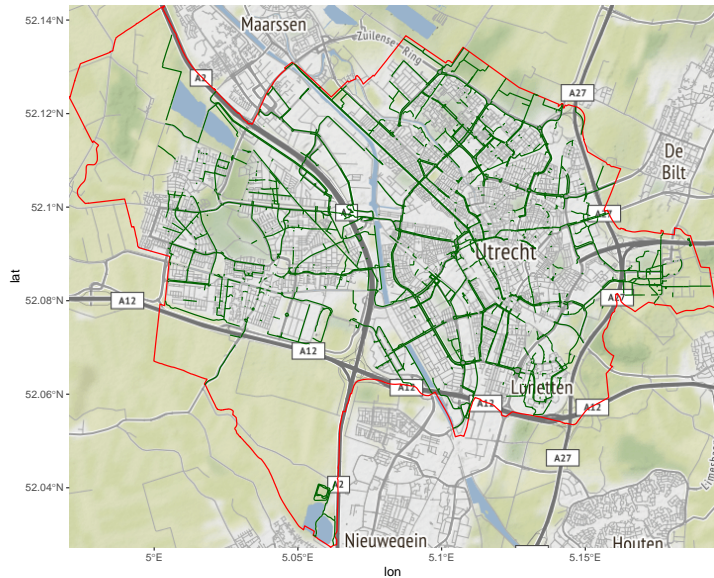 52.14°N
Maarssen
Zuilense-Ring
A2
A27
52.12°N
De
Bilt
52.1°N
A27
Utrecht
lat
52.08°N
A12
A27
A12
52.06°N
A12
Lunetten
A12
A12
A27
52.04°N
A2
Nieuwegein
Houten
5°E
5.05°E
5.1°E
5.15°E
lon